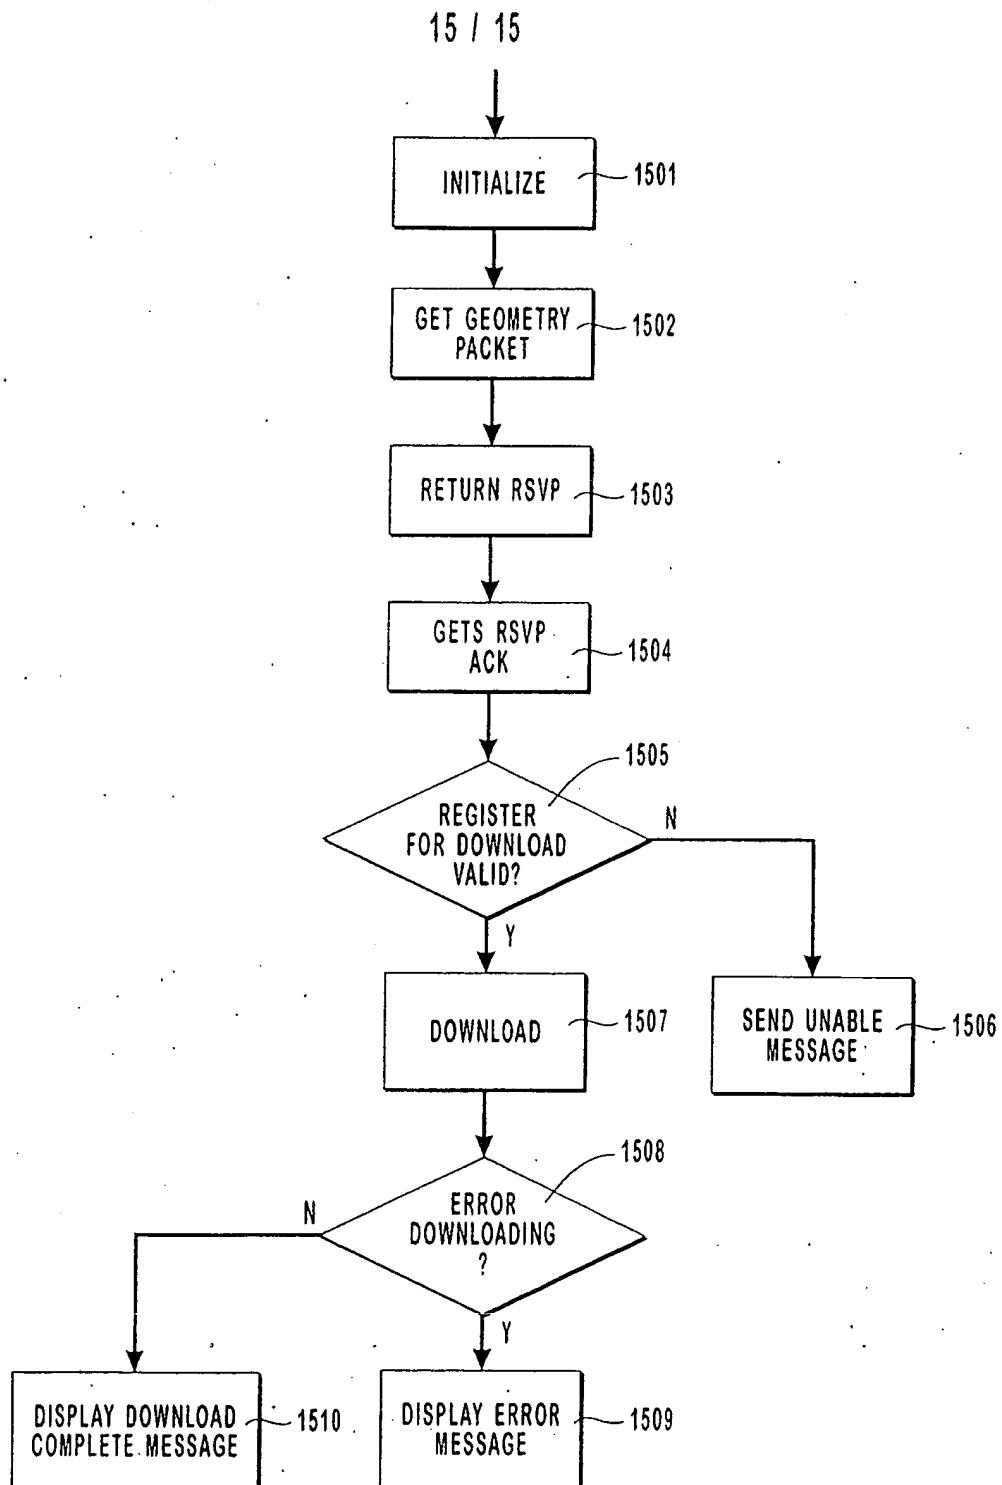 15 / 15
INITIALIZE
1501
GET GEOMETRY
PACKET
1502
RETURN RSVP
1503
GETS RSVP
ACK
1504
1505
REGISTER
FOR DOWNLOAD
VALID?
N
Y
DOWNLOAD
1507
SEND UNABLE
MESSAGE
1506
1508
ERROR
DOWNLOADING
?
N
Y
DISPLAY DOWNLOAD
COMPLETE MESSAGE
1510
DISPLAY ERROR
MESSAGE
1509